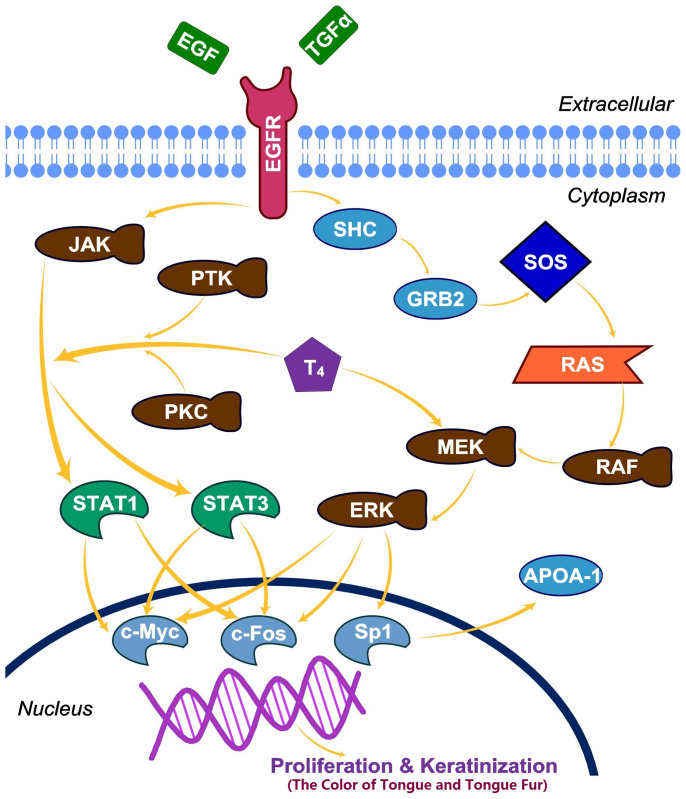 EGF
TGFα
EGFR
Extracellular
Cytoplasm
JAK
SHC
SOS
PTK
GRB2
T4
RAS
PKC
MEK
RAF
STAT1
STAT3
ERK
APOA-1
c-Myc
c-Fos
Sp1
Nucleus
Proliferation & Keratinization
(The Color of Tongue and Tongue Fur)